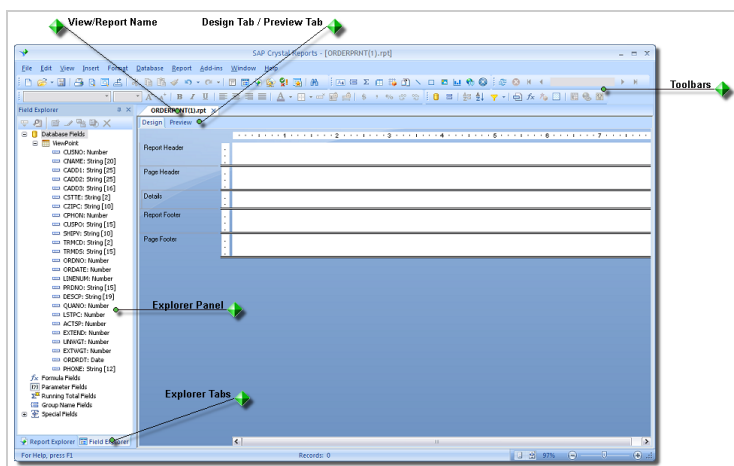 View/Report Name
Design Tab / Preview Tab
SAP Crystal Reports - [ORDERPRNT(1).rpt]
File Edit View Insert Format Database Report Add-ins Window Help
Toolbars
Field Explorer
ORDERPRNT(1).rpt
Design Preview
Database Fields
ViewPoint
CUSNO: Number
CNAME: String [20]
CADD1: String [25]
CADD2: String [25]
CADD3: String [16]
CSTTE: String [2]
CZIPC: String [10]
CPHON: Number
CUSPO: String [15]
SHIPV: String [10]
TRMCD: String [2]
TRMDS: String [15]
ORDNO: Number
ORDATE: Number
LINENUM: Number
PRDNO: String [15]
DESCP: String [19]
QUANO: Number
LSTPC: Number
ACTSP: Number
EXTEND: Number
UNWGT: Number
EXTWGT: Number
ORDRDT: Date
PHONE: String [12]
Formula Fields
Parameter Fields
Running Total Fields
Group Name Fields
Special Fields
1 2 3 4 5 6 7
Report Header
Page Header
Details
Report Footer
Page Footer
Explorer Panel
Explorer Tabs
Report Explorer Field Explorer
For Help, press F1
Records: 0
97%